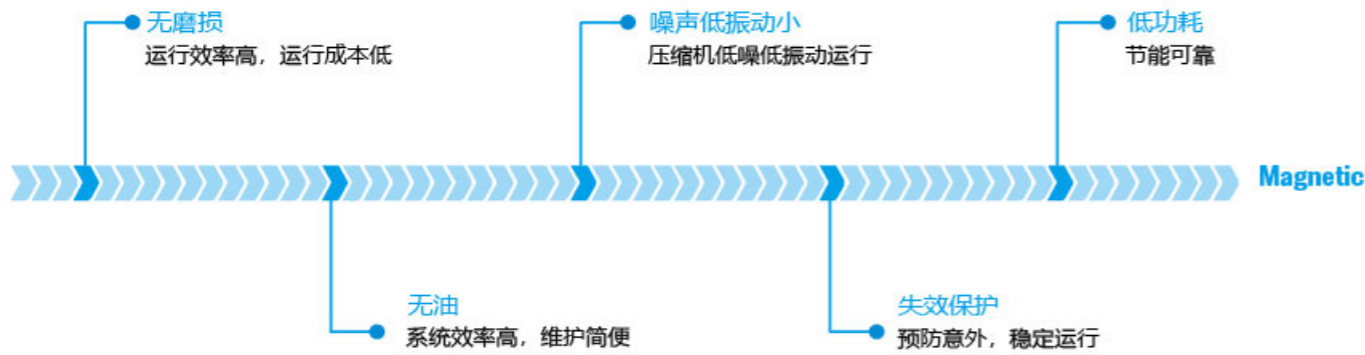 无磨损
运行效率高，运行成本低
噪声低振动小
压缩机低噪低振动运行
低功耗
节能可靠
Magnetic
无油
系统效率高，维护简便
失效保护
预防意外，稳定运行